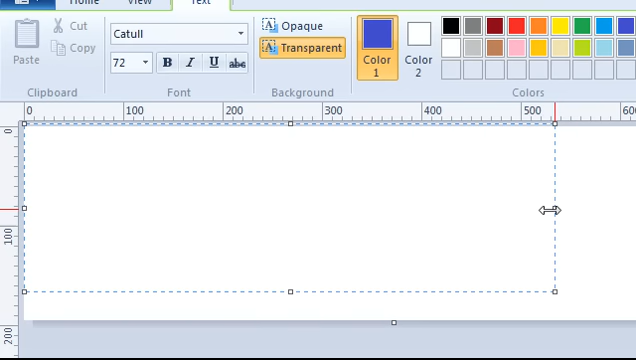 Home View Text
Paste
Cut
Copy
Clipboard
Catull
72 B I U abc
Font
Opaque
Transparent
Background
Color 1
Color 2
Colors
0 100 200 300 400 500 600
0
100
200